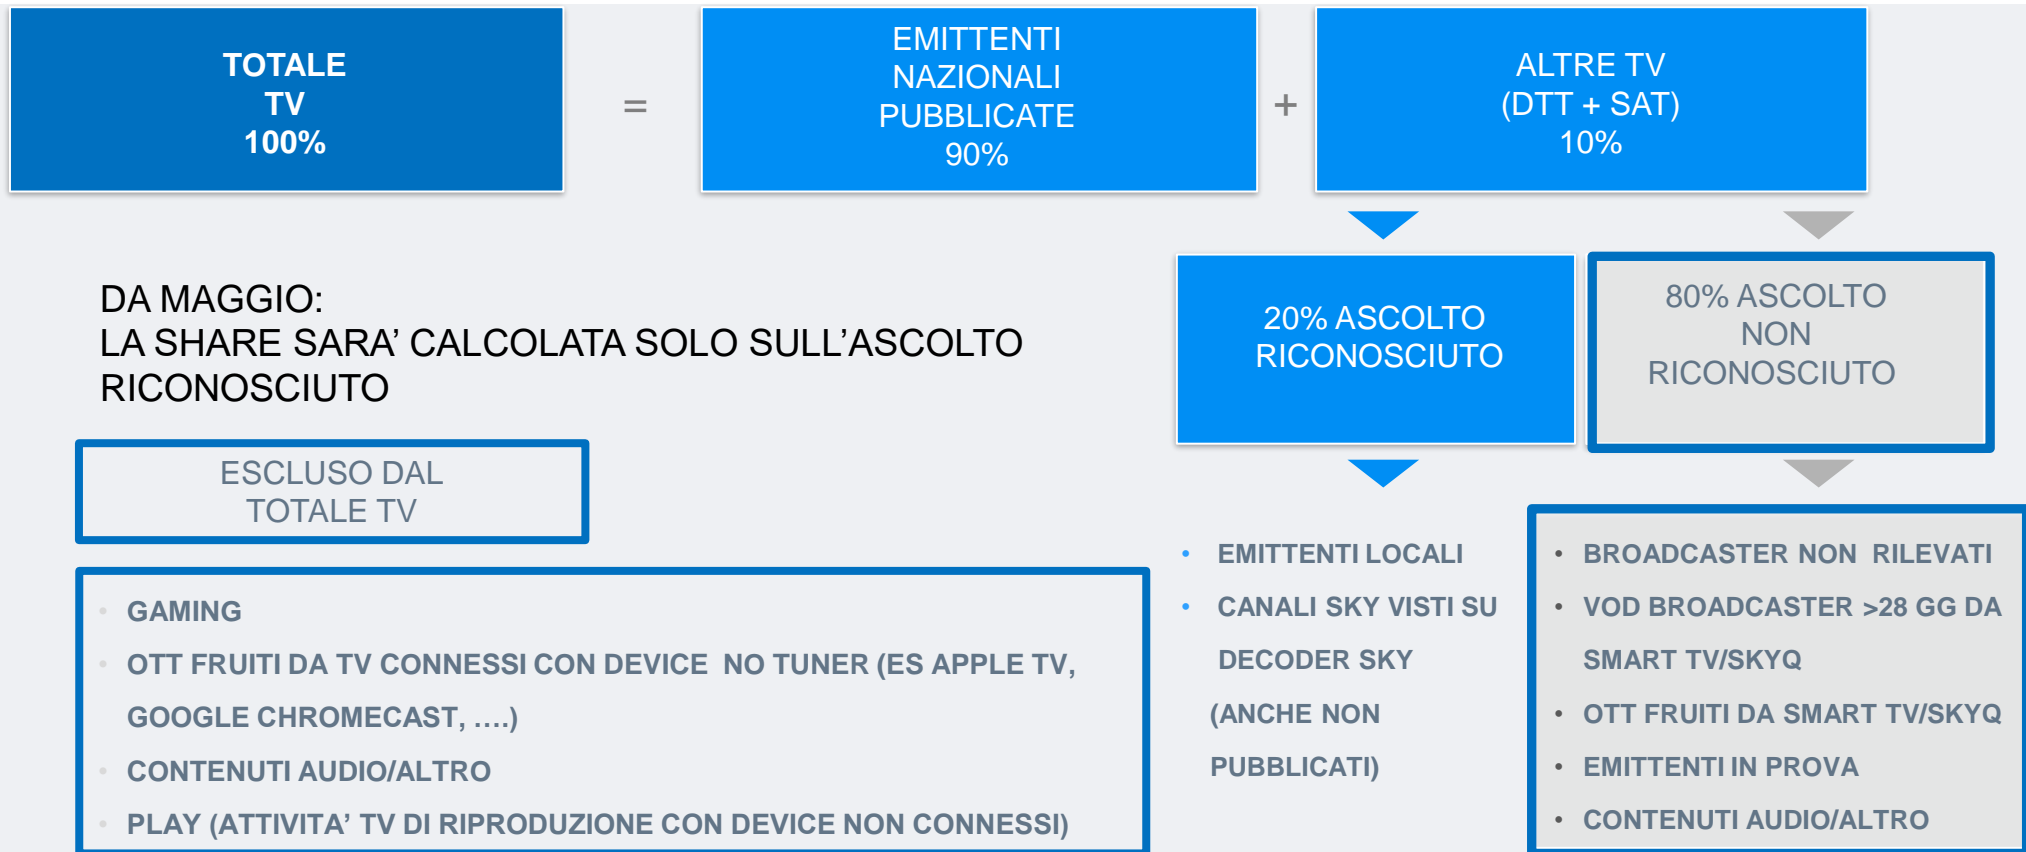 TOTALE
TV
100%
=
EMITTENTI
NAZIONALI
PUBBLICATE
90%
+
ALTRE TV
(DTT + SAT)
10%
DA MAGGIO:
LA SHARE SARA’ CALCOLATA SOLO SULL’ASCOLTO
RICONOSCIUTO
20% ASCOLTO
RICONOSCIUTO
80% ASCOLTO
NON
RICONOSCIUTO
ESCLUSO DAL
TOTALE TV
• GAMING
• OTT FRUITI DA TV CONNESSI CON DEVICE NO TUNER (ES APPLE TV,
GOOGLE CHROMECAST, ….)
• CONTENUTI AUDIO/ALTRO
• PLAY (ATTIVITA’ TV DI RIPRODUZIONE CON DEVICE NON CONNESSI)
• EMITTENTI LOCALI
• CANALI SKY VISTI SU
DECODER SKY
(ANCHE NON
PUBBLICATI)
• BROADCASTER NON RILEVATI
• VOD BROADCASTER >28 GG DA
SMART TV/SKYQ
• OTT FRUITI DA SMART TV/SKYQ
• EMITTENTI IN PROVA
• CONTENUTI AUDIO/ALTRO